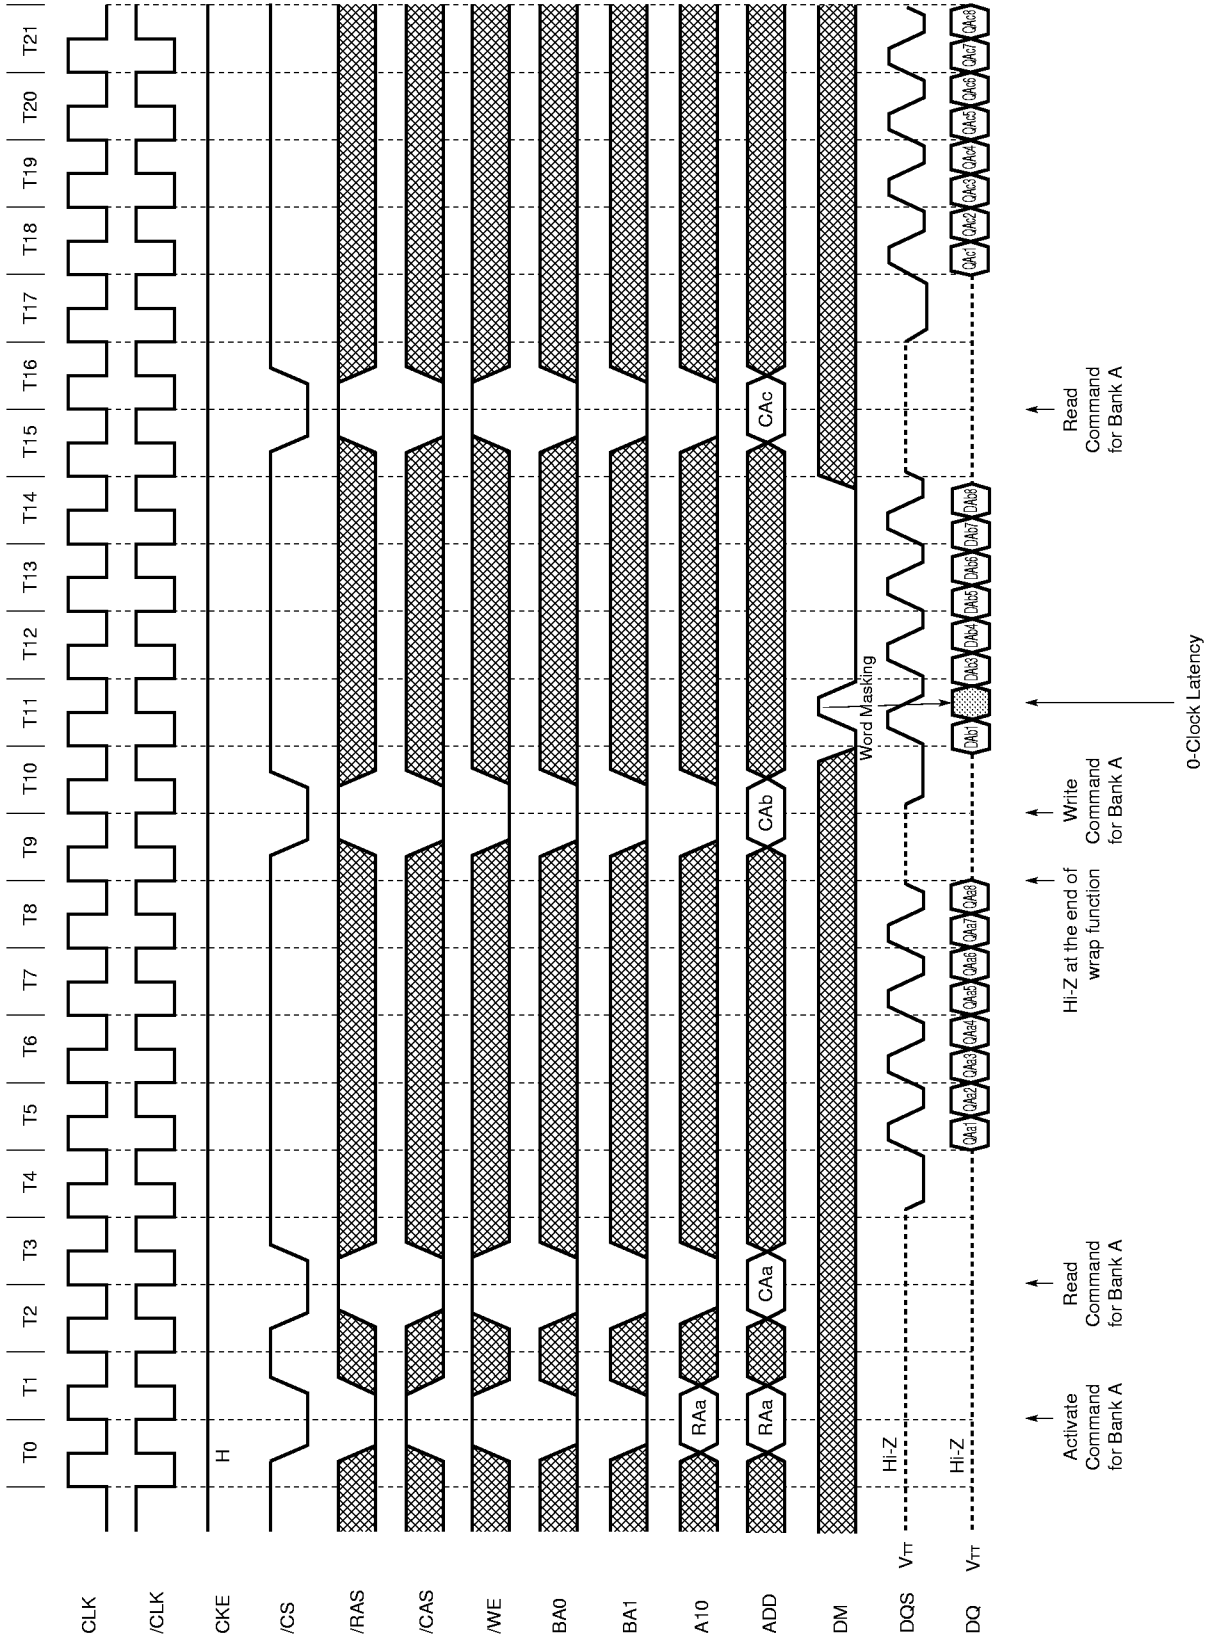 T0 T1 T2 T3 T4 T5 T6 T7 T8 T9 T10 T11 T12 T13 T14 T15 T16 T17 T18 T19 T20 T21
CLK
/CLK
CKE
H
/CS
/RAS
/CAS
/WE
BA0
BA1
A10
RAa
ADD
RAa CAa CAb CAc
DM
Word Masking
Hi-Z
DQS VTT
Hi-Z
DQ VTT
QAa1 QAa2 QAa3 QAa4 QAa5 QAa6 QAa7 QAa8 DAb1 DAb3 DAb4 DAb5 DAb6 DAb7 DAb8 QAc1 QAc2 QAc3 QAc4 QAc5 QAc6 QAc7 QAc8
Activate
Command
for Bank A
Read
Command
for Bank A
Hi-Z at the end of
wrap function
Write
Command
for Bank A
Read
Command
for Bank A
0-Clock Latency